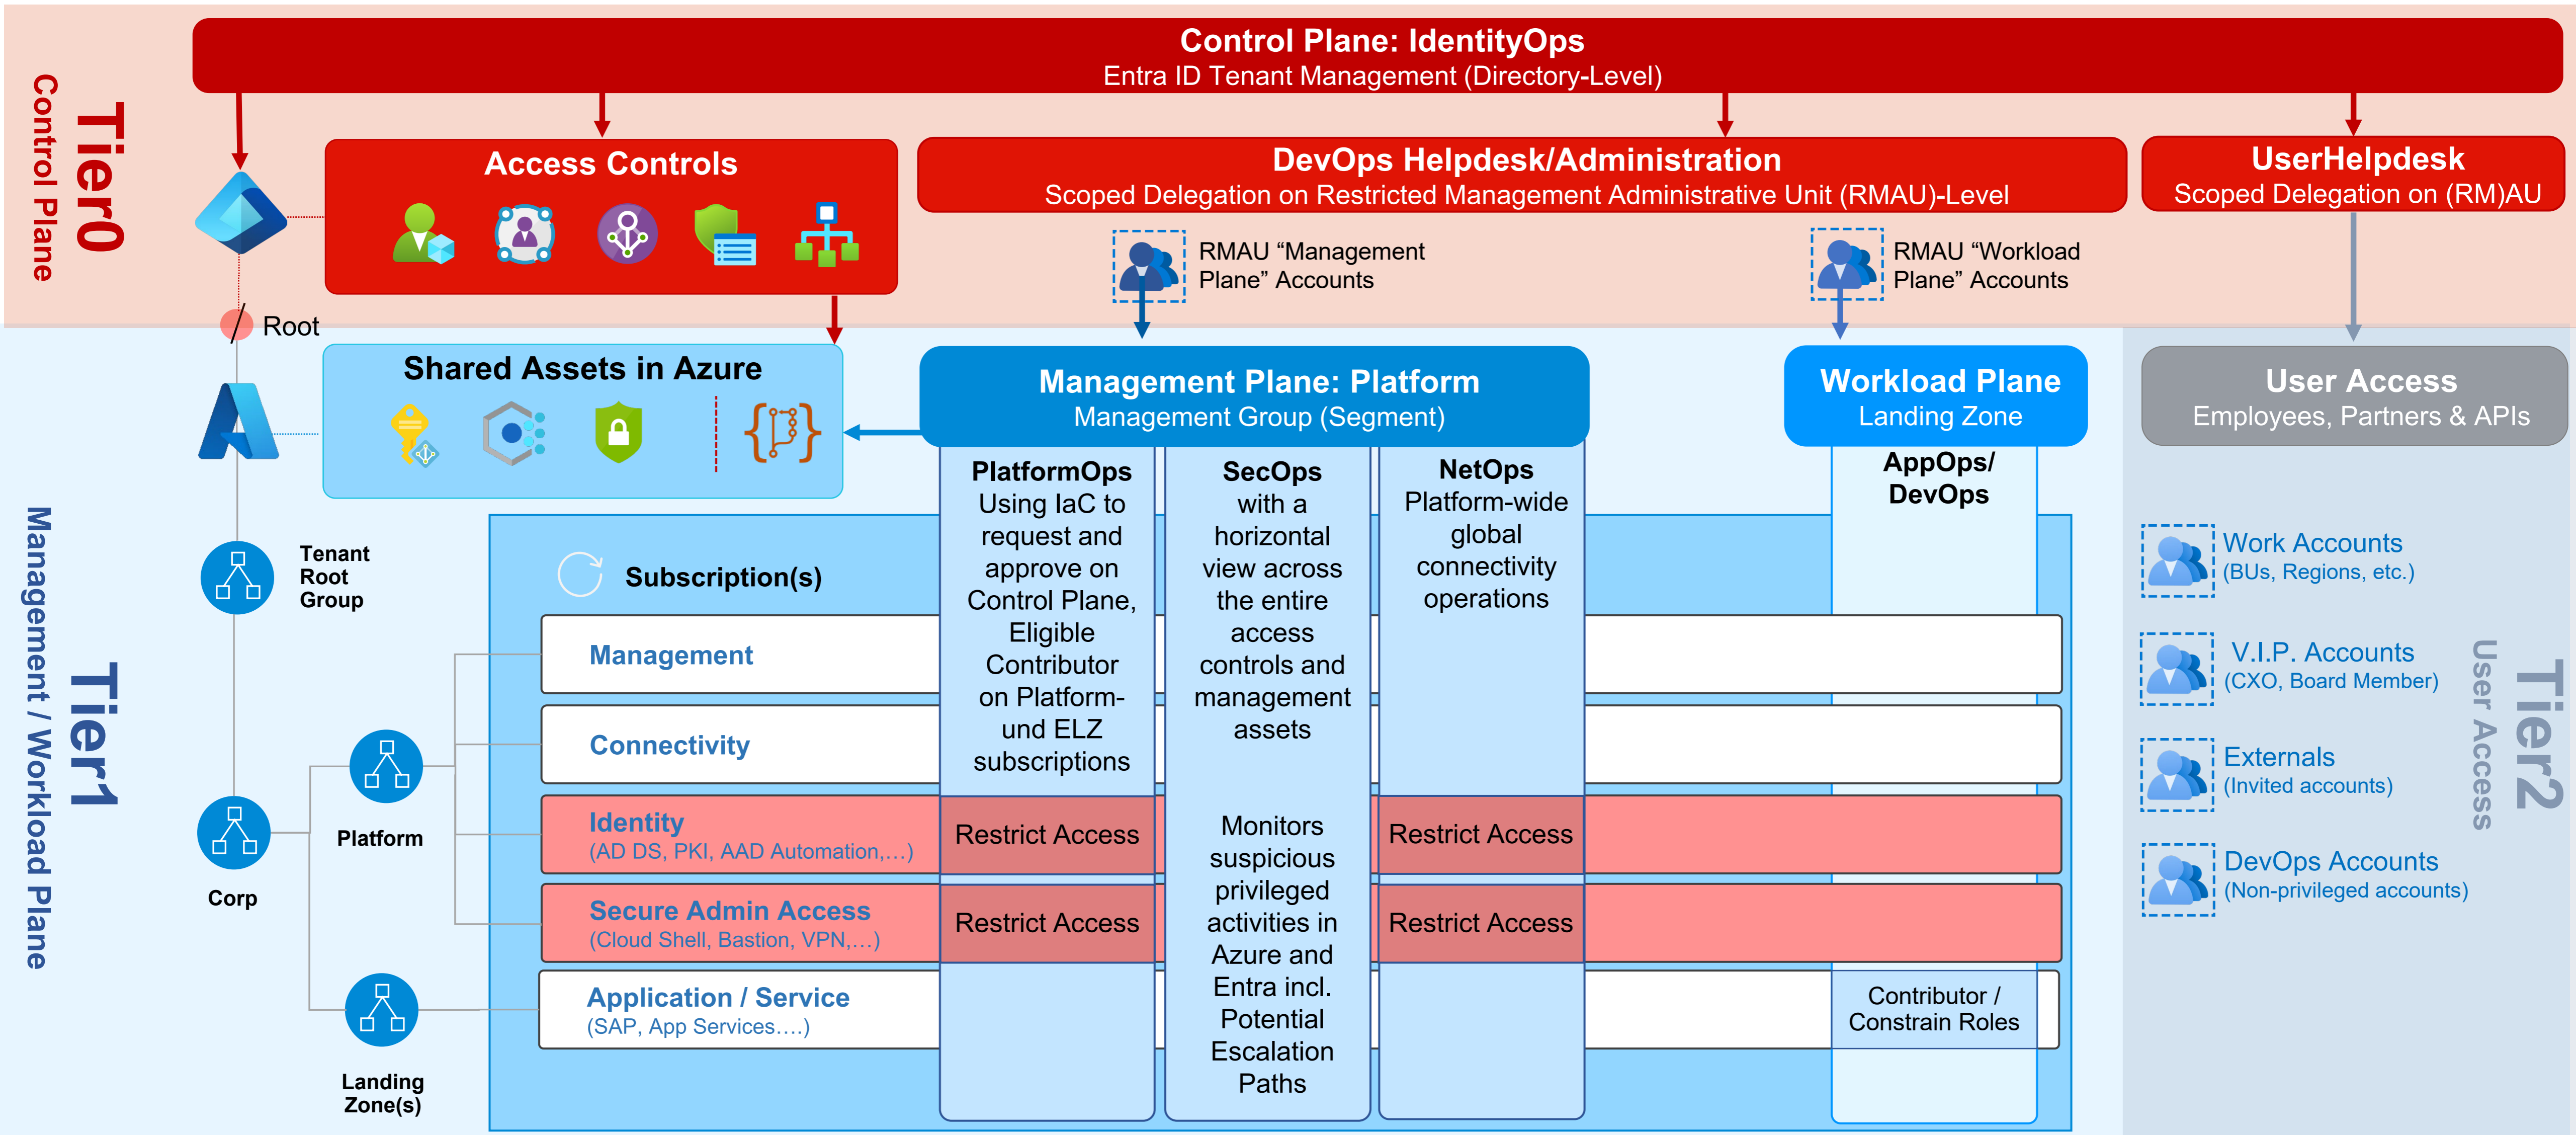 Control Plane: IdentityOps
Entra ID Tenant Management (Directory-Level)
Tier0
Control Plane
Access Controls
DevOps Helpdesk/Administration
Scoped Delegation on Restricted Management Administrative Unit (RMAU)-Level
UserHelpdesk
Scoped Delegation on (RM)AU
RMAU “Management
Plane” Accounts
RMAU “Workload
Plane” Accounts
Root
Shared Assets in Azure
Management Plane: Platform
Management Group (Segment)
Workload Plane
Landing Zone
User Access
Employees, Partners & APIs
Tier1
Management / Workload Plane
Tenant
Root
Group
Corp
Platform
Landing
Zone(s)
Subscription(s)
Management
Connectivity
Identity
(AD DS, PKI, AAD Automation,…)
Secure Admin Access
(Cloud Shell, Bastion, VPN,…)
Application / Service
(SAP, App Services….)
PlatformOps
Using IaC to
request and
approve on
Control Plane,
Eligible
Contributor
on Platform-
und ELZ
subscriptions
Restrict Access
Restrict Access
SecOps
with a
horizontal
view across
the entire
access
controls and
management
assets
Monitors
suspicious
privileged
activities in
Azure and
Entra incl.
Potential
Escalation
Paths
NetOps
Platform-wide
global
connectivity
operations
Restrict Access
Restrict Access
AppOps/
DevOps
Contributor /
Constrain Roles
Work Accounts
(BUs, Regions, etc.)
V.I.P. Accounts
(CXO, Board Member)
Externals
(Invited accounts)
DevOps Accounts
(Non-privileged accounts)
Tier2
User Access